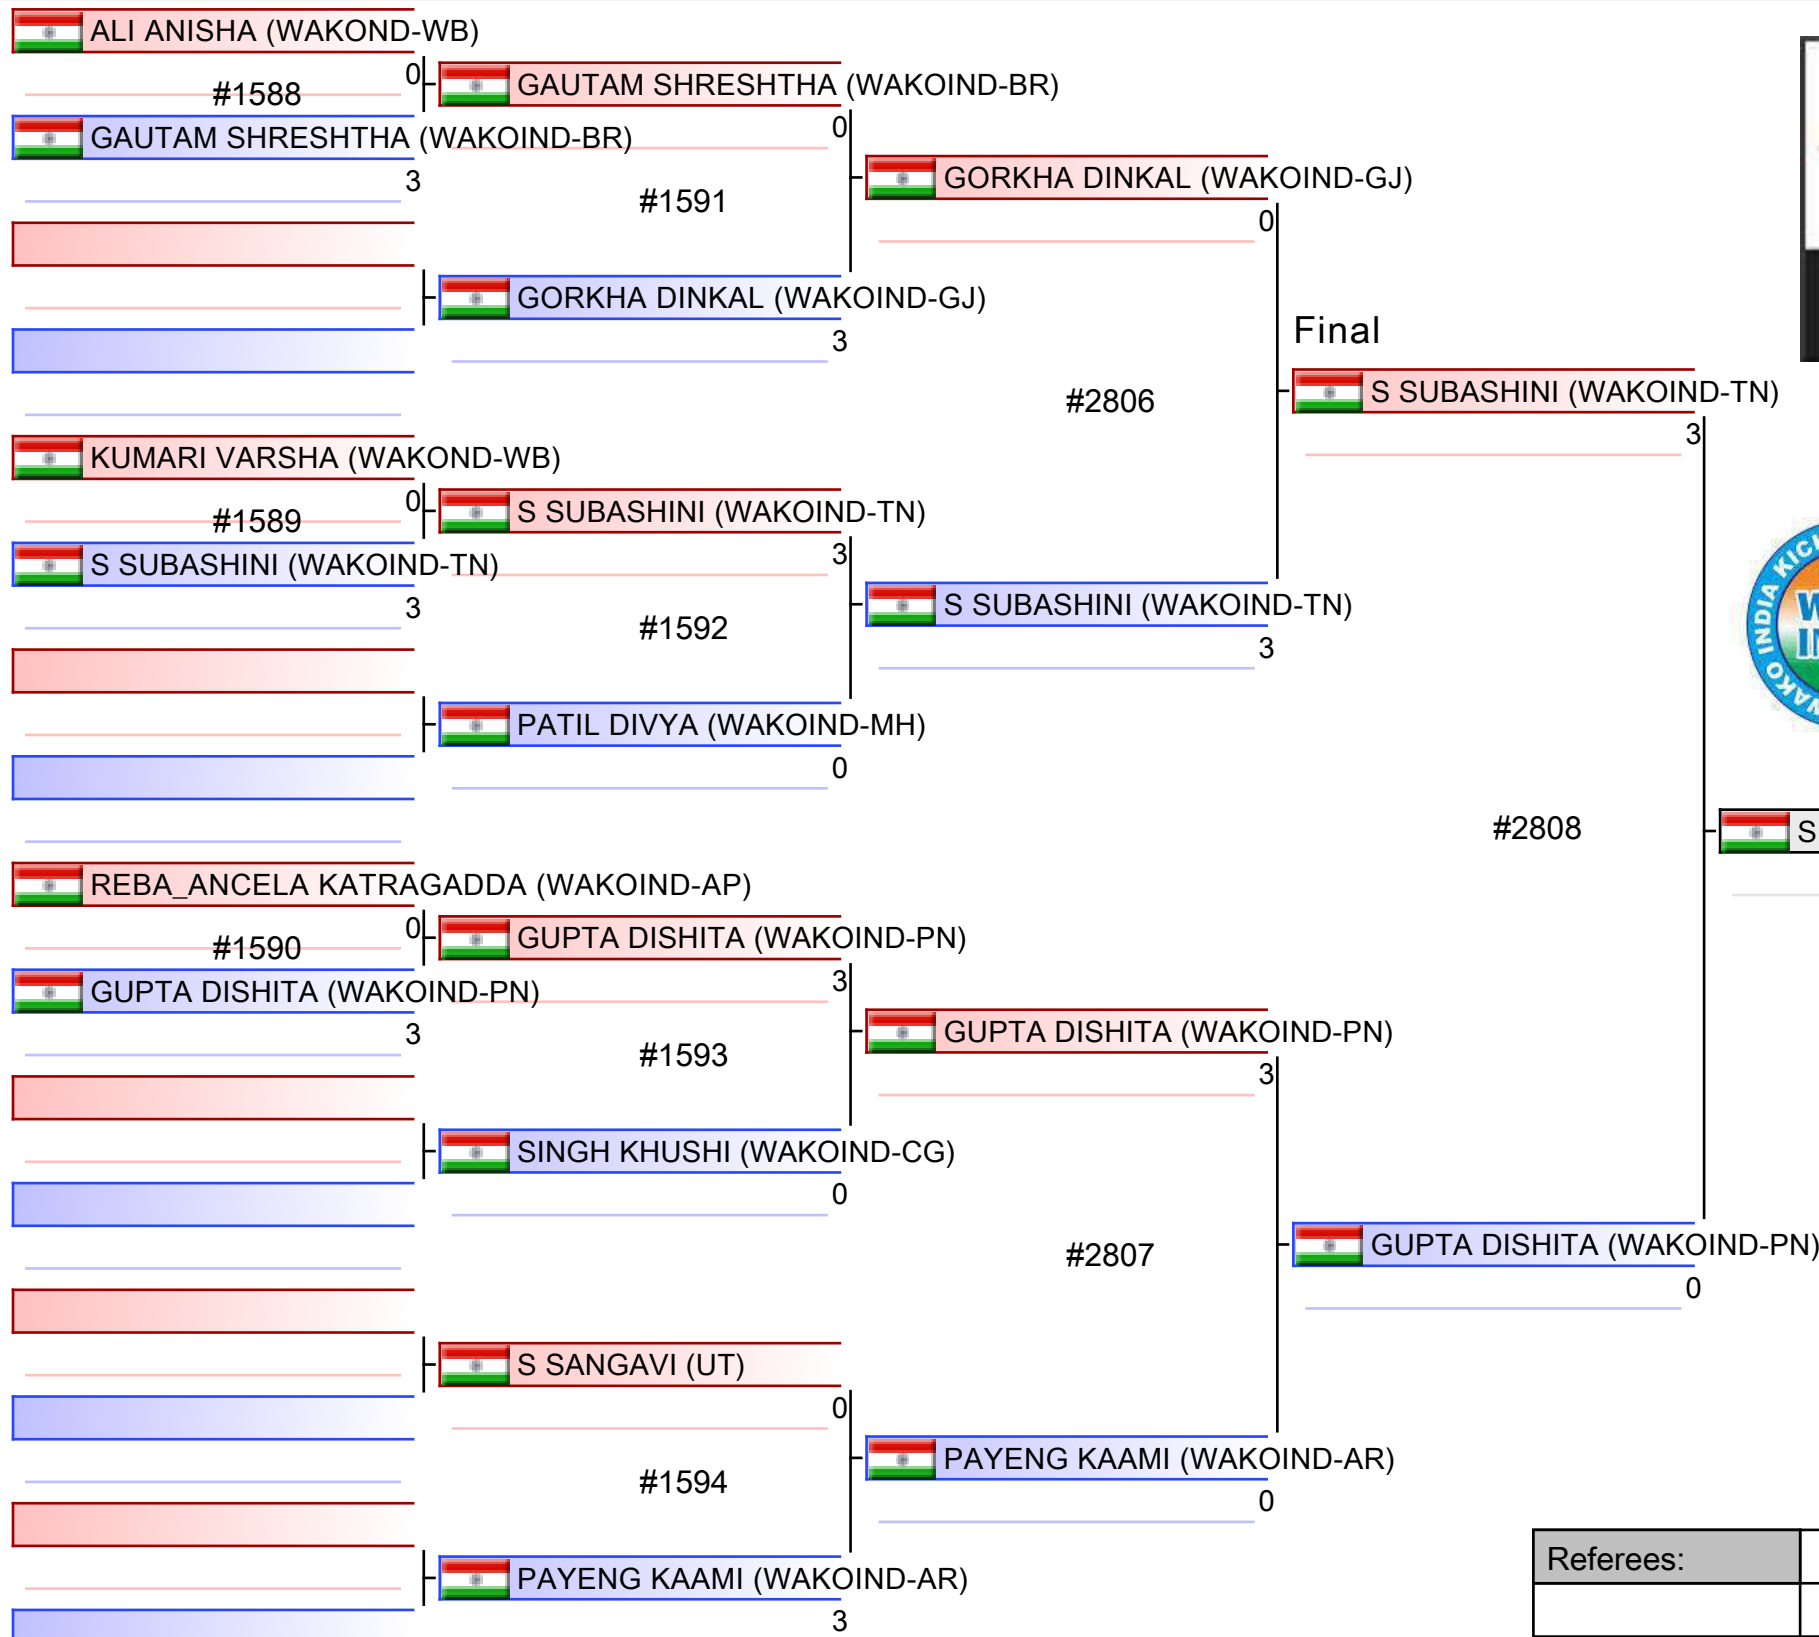 ALI ANISHA (WAKOND-WB)
0
#1588
GAUTAM SHRESHTHA (WAKOIND-BR)
3
GAUTAM SHRESHTHA (WAKOIND-BR)
0
#1591
GORKHA DINKAL (WAKOIND-GJ)
3
GORKHA DINKAL (WAKOIND-GJ)
0
#2806
KUMARI VARSHA (WAKOND-WB)
0
#1589
S SUBASHINI (WAKOIND-TN)
3
S SUBASHINI (WAKOIND-TN)
3
#1592
PATIL DIVYA (WAKOIND-MH)
0
S SUBASHINI (WAKOIND-TN)
3
Final
S SUBASHINI (WAKOIND-TN)
3
#2808
S
REBA_ANCELA KATRAGADDA (WAKOIND-AP)
0
#1590
GUPTA DISHITA (WAKOIND-PN)
3
GUPTA DISHITA (WAKOIND-PN)
3
#1593
SINGH KHUSHI (WAKOIND-CG)
0
GUPTA DISHITA (WAKOIND-PN)
3
#2807
GUPTA DISHITA (WAKOIND-PN)
0
S SANGAVI (UT)
0
#1594
PAYENG KAAMI (WAKOIND-AR)
3
PAYENG KAAMI (WAKOIND-AR)
0
WAKO INDIA
Referees: